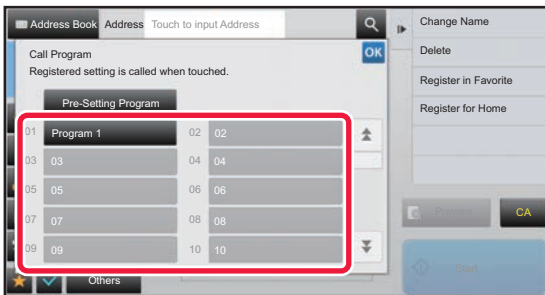 Address Book Address Touch to input Address
Call Program
OK
Registered setting is called when touched.
Pre-Setting Program
01 Program 1 02 02
03 03 04 04
05 05 06 06
07 07 08 08
09 09 10 10
Others
Change Name
Delete
Register in Favorite
Register for Home
Preview
CA
Start